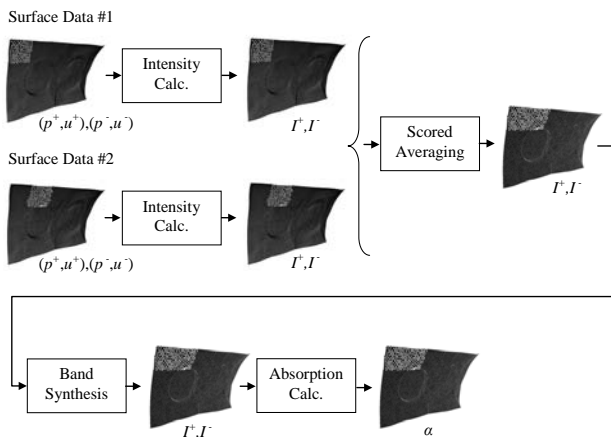 Surface Data #1
Intensity
Calc.
(p⁺,u⁺),(p⁻,u⁻)
I⁺,I⁻
Surface Data #2
Intensity
Calc.
(p⁺,u⁺),(p⁻,u⁻)
I⁺,I⁻
Scored
Averaging
I⁺,I⁻
Band
Synthesis
I⁺,I⁻
Absorption
Calc.
α